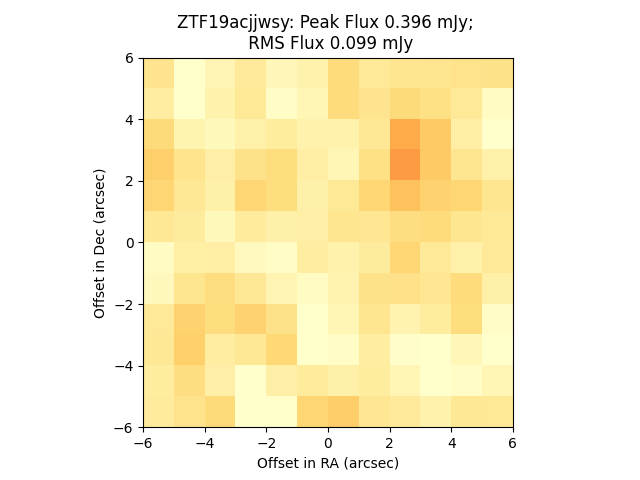 ZTF19acjjwsy: Peak Flux 0.396 mJy;
RMS Flux 0.099 mJy
6
4
2
0
−2
−4
−6
Offset in Dec (arcsec)
−6 −4 −2 0 2 4 6
Offset in RA (arcsec)